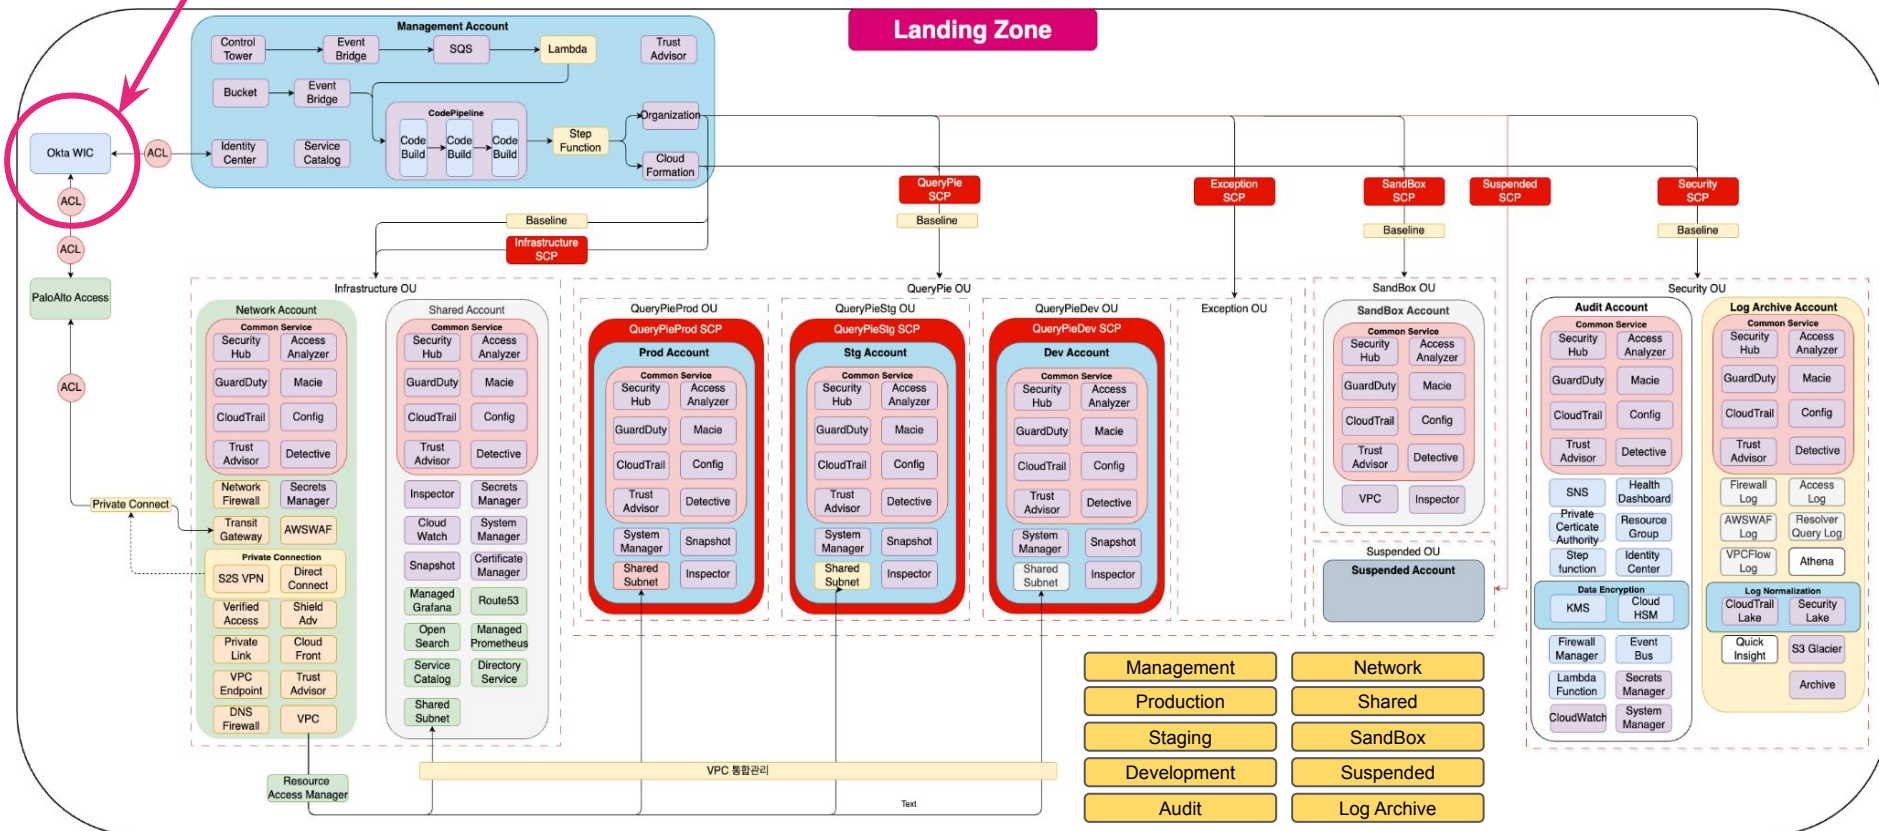 Landing Zone
Management Account
Control
Tower
Event
Bridge
SQS
Lambda
Trust
Advisor
Bucket
Event
Bridge
CodePipeline
Code
Build
Code
Build
Code
Build
Step
Function
Organization
Cloud
Formation
Identity
Center
Service
Catalog
Okta WIC
ACL
ACL
ACL
PaloAlto Access
ACL
Private Connect
QueryPie
SCP
Exception
SCP
SandBox
SCP
Suspended
SCP
Security
SCP
Baseline
Baseline
Baseline
Baseline
Infrastructure
SCP
Infrastructure OU
Network Account
Common Service
Security
Hub
Access
Analyzer
GuardDuty
Macie
CloudTrail
Config
Trust
Advisor
Detective
Network
Firewall
Secrets
Manager
Transit
Gateway
AWSWAF
Private Connection
S2S VPN
Direct
Connect
Verified
Access
Shield
Adv
Private
Link
Cloud
Front
VPC
Endpoint
Trust
Advisor
DNS
Firewall
VPC
Resource
Access Manager
Shared Account
Common Service
Security
Hub
Access
Analyzer
GuardDuty
Macie
CloudTrail
Config
Trust
Advisor
Detective
Inspector
Secrets
Manager
Cloud
Watch
System
Manager
Snapshot
Certificate
Manager
Managed
Grafana
Route53
Open
Search
Managed
Prometheus
Service
Catalog
Directory
Service
Shared
Subnet
QueryPie OU
QueryPieProd OU
QueryPieProd SCP
Prod Account
Common Service
Security
Hub
Access
Analyzer
GuardDuty
Macie
CloudTrail
Config
Trust
Advisor
Detective
System
Manager
Snapshot
Shared
Subnet
Inspector
QueryPieStg OU
QueryPieStg SCP
Stg Account
Common Service
Security
Hub
Access
Analyzer
GuardDuty
Macie
CloudTrail
Config
Trust
Advisor
Detective
System
Manager
Snapshot
Shared
Subnet
Inspector
QueryPieDev OU
QueryPieDev SCP
Dev Account
Common Service
Security
Hub
Access
Analyzer
GuardDuty
Macie
CloudTrail
Config
Trust
Advisor
Detective
System
Manager
Snapshot
Shared
Subnet
Inspector
Exception OU
SandBox OU
SandBox Account
Common Service
Security
Hub
Access
Analyzer
GuardDuty
Macie
CloudTrail
Config
Trust
Advisor
Detective
VPC
Inspector
Suspended OU
Suspended Account
Security OU
Audit Account
Common Service
Security
Hub
Access
Analyzer
GuardDuty
Macie
CloudTrail
Config
Trust
Advisor
Detective
SNS
Health
Dashboard
Private
Certicate
Authority
Resource
Group
Step
function
Identity
Center
Data Encryption
KMS
Cloud
HSM
Firewall
Manager
Event
Bus
Lambda
Function
Secrets
Manager
CloudWatch
System
Manager
Log Archive Account
Common Service
Security
Hub
Access
Analyzer
GuardDuty
Macie
CloudTrail
Config
Trust
Advisor
Detective
Firewall
Log
Access
Log
AWSWAF
Log
Resolver
Query Log
VPCFlow
Log
Athena
Log Normalization
CloudTrail
Lake
Security
Lake
Quick
Insight
S3 Glacier
Archive
VPC 통합관리
Text
Management
Network
Production
Shared
Staging
SandBox
Development
Suspended
Audit
Log Archive